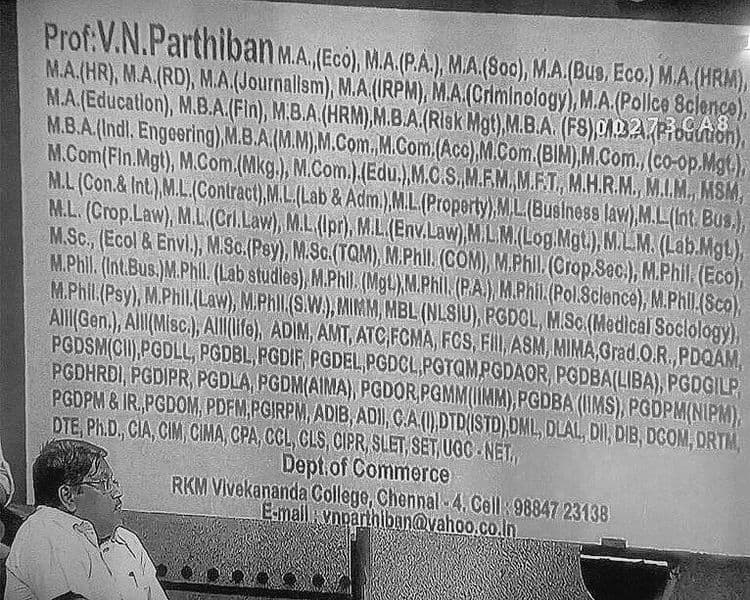 Prof:V.N.Parthiban M.A.,(Eco), M.A.(P.A.), M.A.(Soc), M.A.(Bus. Eco.) M.A.(HRM),
M.A.(HR), M.A.(RD), M.A.(Journalism), M.A.(IRPM), M.A.(Criminology), M.A.(Police Science),
M.A.(Education), M.B.A.(Fin), M.B.A.(HRM),M.B.A.(Risk Mgt),M.B.A. (FS),
M.B.A.(Indl. Engeering),M.B.A.(M.M),M.Com.,M.Com.(Acc),M.Com.(BIM),M.Com., (co-op.Mgt.),
M.Com(Fin.Mgt), M.Com.(Mkg.), M.Com.).(Edu.),M.C.S.,M.F.M.,M.F.T., M.H.R.M., M.I.M., MSM,
M.L (Con.& Int.),M.L.(Contract),M.L.(Lab & Adm.),M.L.(Property),M.L.(Business law),M.L.(Int. Bus.),
M.L. (Crop.Law), M.L.(Cri.Law), M.L.(Ipr), M.L.(Env.Law),M.L.M.(Log.Mgt.),M.L.M. (Lab.Mgt.),
M.Sc., (Ecol & Envi.), M.Sc.(Psy), M.Sc.(TQM), M.Phil. (COM), M.Phil. (Crop.Sec.), M.Phil, (Eco),
M.Phil. (Int.Bus.)M.Phil. (Lab studies), M.Phil. (Mgt.),M.Phil. (P.A.), M.Phil.(Pol.Science), M.Phil.(Sco),
M.Phil.(Psy), M.Phil.(Law), M.Phil.(S.W.),MIMM, MBL (NLSIU), PGDCL, M.Sc.(Medical Sociology),
AIII(Gen.), AIII(Misc.), AIII(life), ADIM, AMT, ATC,FCMA, FCS, FIII, ASM, MIMA,Grad.O.R., PDQAM,
PGDSM(CII),PGDLL, PGDBL,PGDIF, PGDEL,PGDCL,PGTQM,PGDAOR, PGDBA(LIBA), PGDGILP,
PGDHRDI, PGDIPR, PGDLA, PGDM(AIMA), PGDOR,PGMM(IIMM),PGDBA (IIMS), PGDPM(NIPM),
PGDPM & IR.,PGDOM, PDFM,PGIRPM, ADIB, ADII, C.A.(I),DTD(ISTD),DML, DLAL, DII, DIB, DCOM, DRTM,
DTE, Ph.D., CIA, CIM, CIMA, CPA, CCL, CLS, CIPR, SLET, SET, UGC -NET.,
Dept.of Commerce
RKM Vivekananda College, Chennai - 4. Cell : 98847 23138
E-mail : vnparthiban@yahoo.co.in